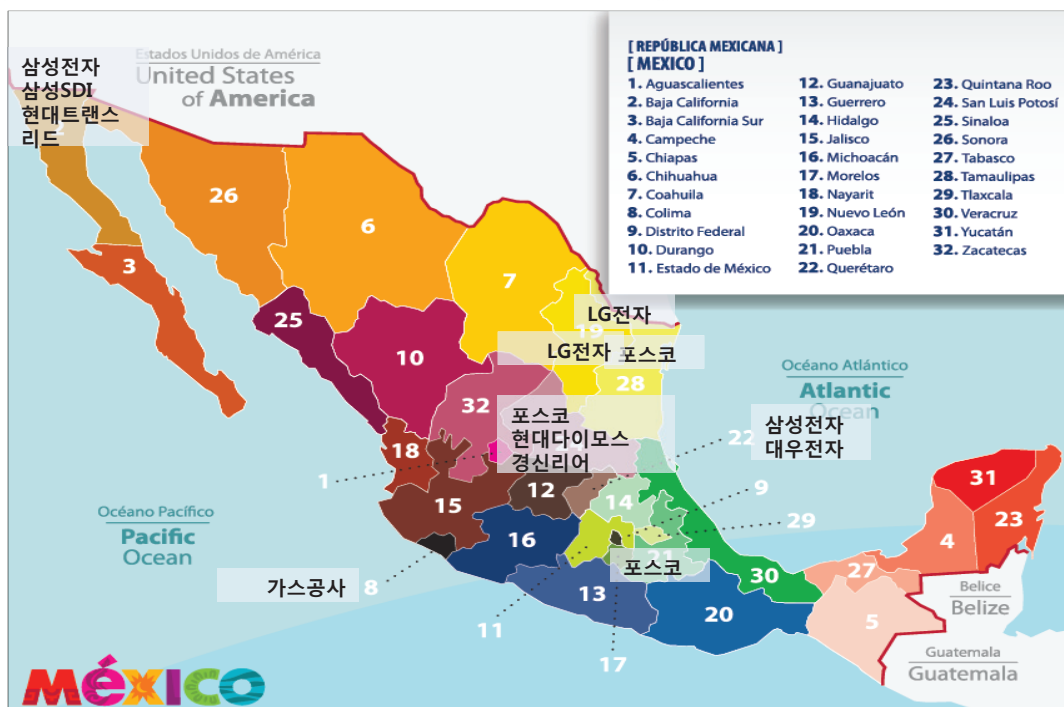 Estados Unidos de América
United States
of America
삼성전자
삼성SDI
현대트랜스
리드
2
[ REPÚBLICA MEXICANA ]
[ MEXICO ]
1. Aguascalientes
2. Baja California
3. Baja California Sur
4. Campeche
5. Chiapas
6. Chihuahua
7. Coahuila
8. Colima
9. Distrito Federal
10. Durango
11. Estado de México
12. Guanajuato
13. Guerrero
14. Hidalgo
15. Jalisco
16. Michoacán
17. Morelos
18. Nayarit
19. Nuevo León
20. Oaxaca
21. Puebla
22. Querétaro
23. Quintana Roo
24. San Luis Potosí
25. Sinaloa
26. Sonora
27. Tabasco
28. Tamaulipas
29. Tlaxcala
30. Veracruz
31. Yucatán
32. Zacatecas
26
6
3
7
LG전자
19
25
10
LG전자
포스코
28
Océano Atlántico
Atlantic
Ocean
32
포스코
현대다이모스
경신리어
22
삼성전자
대우전자
18
1
15
12
14
9
29
31
23
4
Océano Pacífico
Pacific
Ocean
16
21
포스코
27
30
가스공사
8
13
20
5
11
17
Belice
Belize
Guatemala
Guatemala
MéXICO